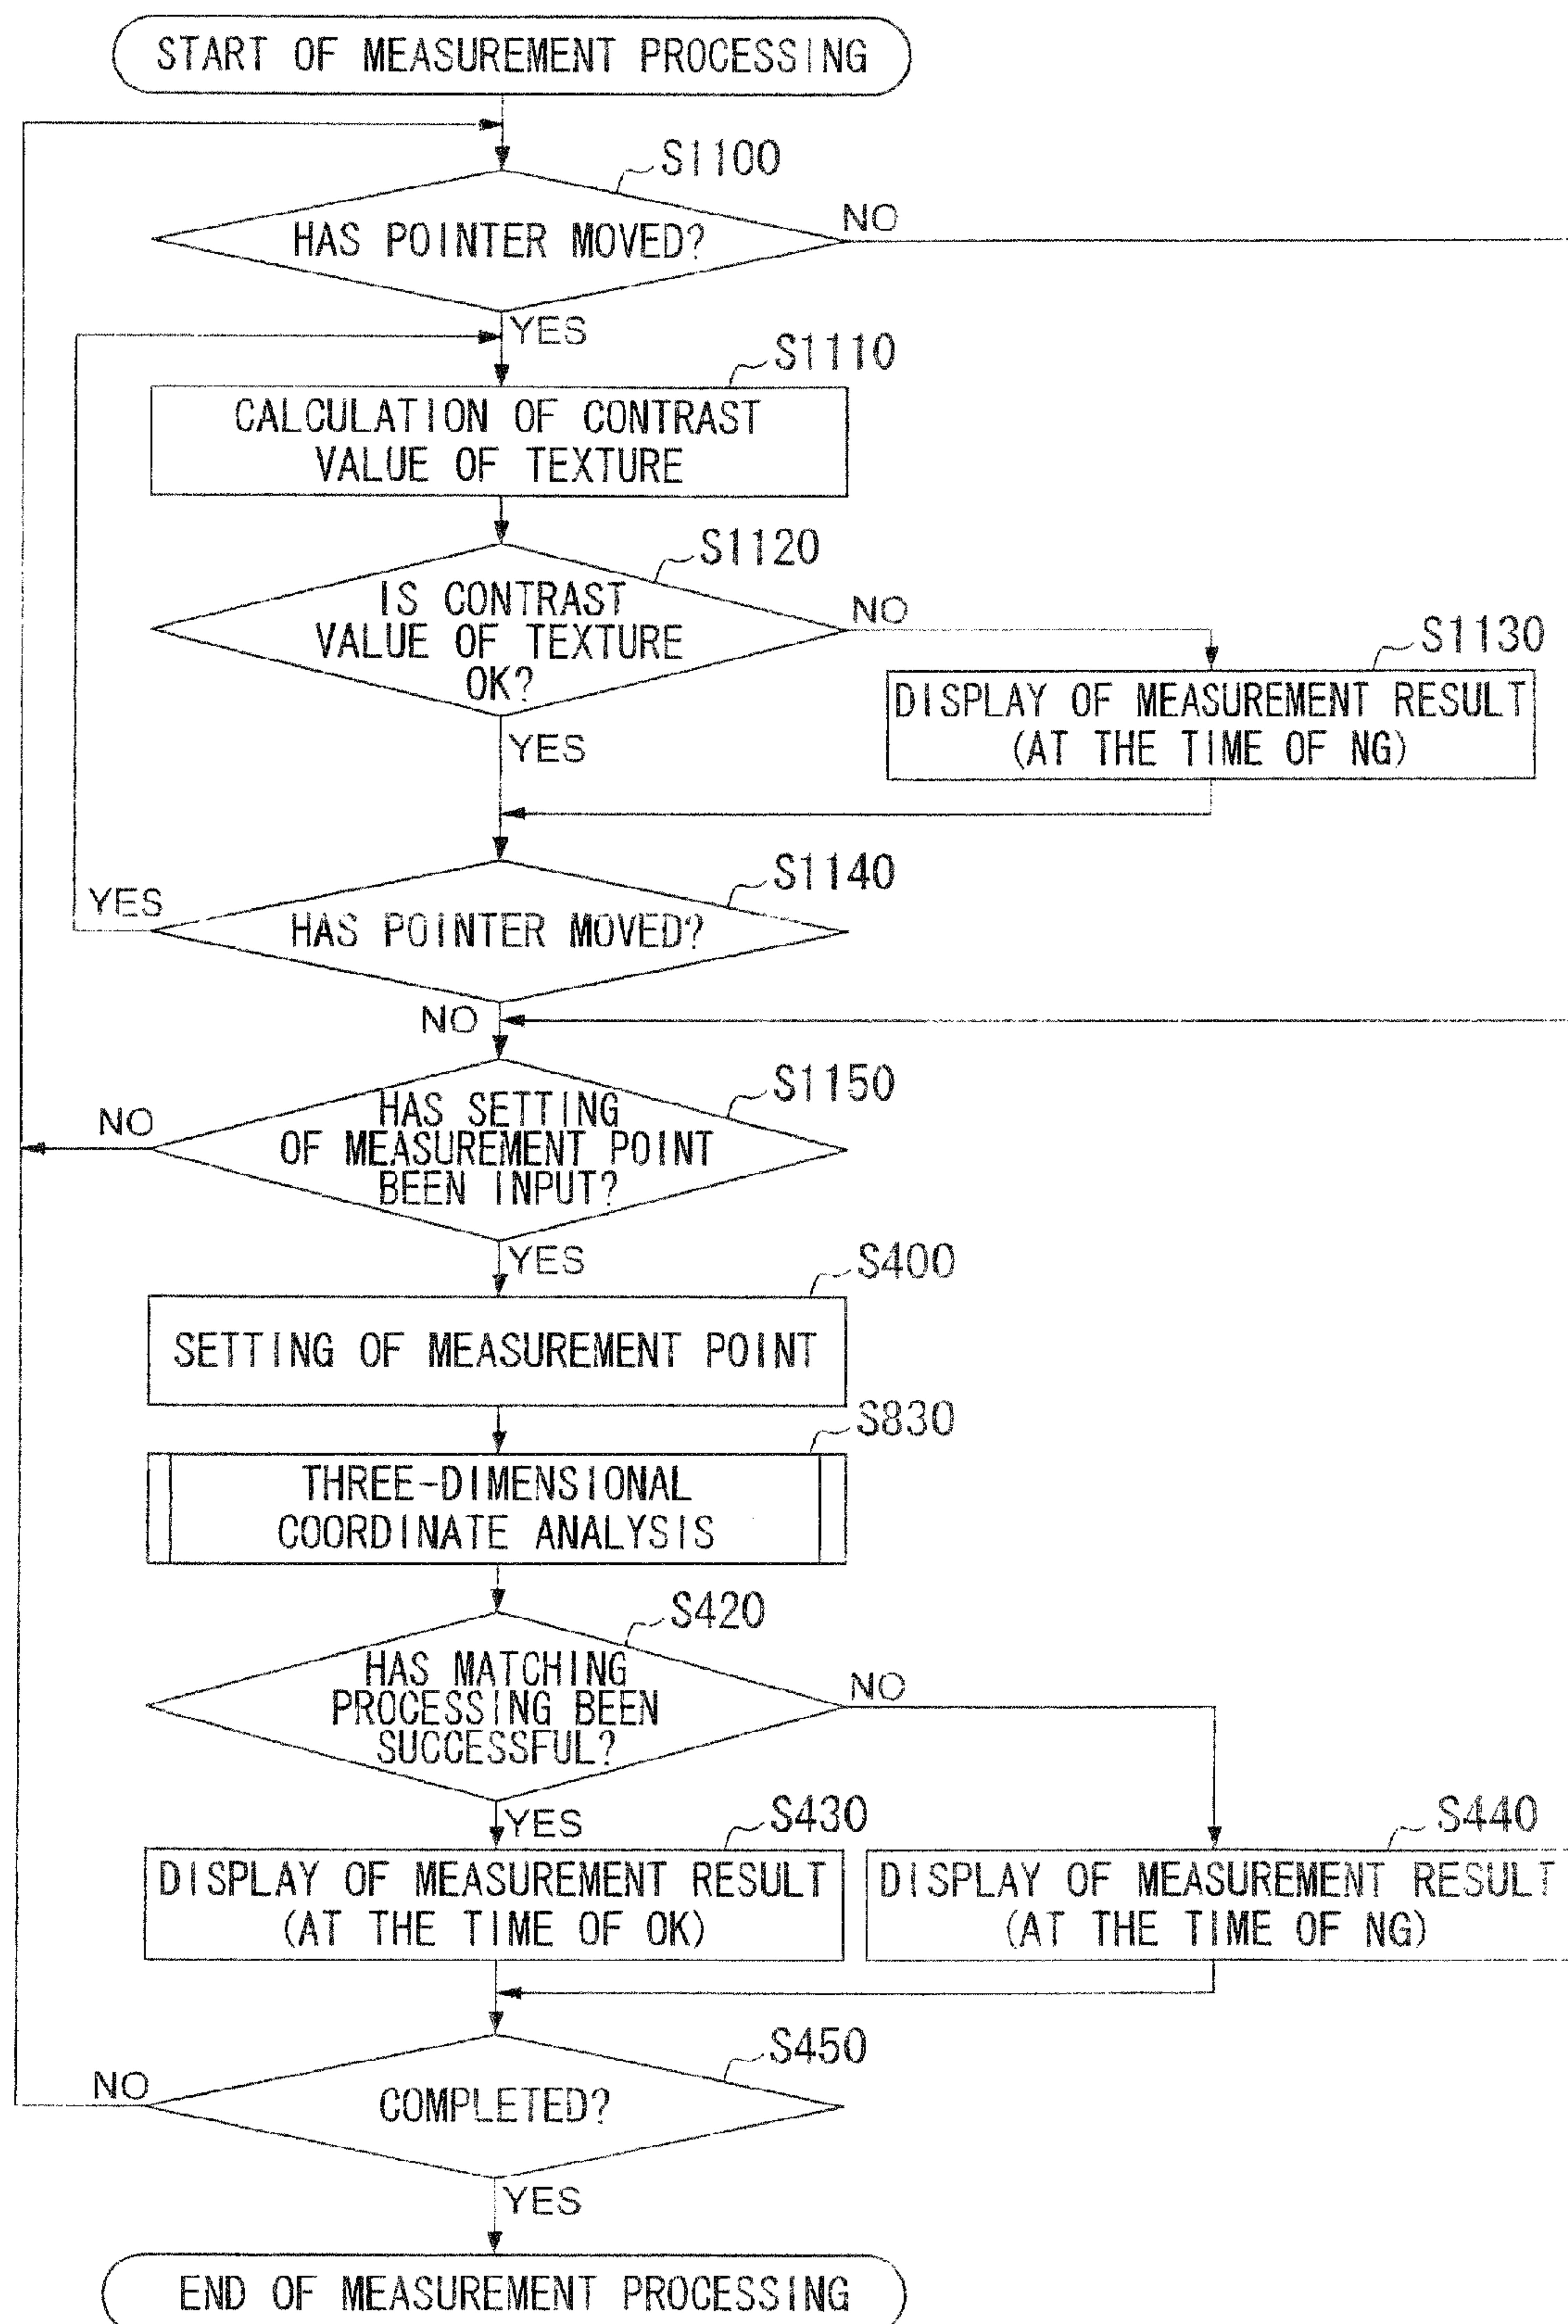 START OF MEASUREMENT PROCESSING
S1100
HAS POINTER MOVED?
NO
YES
S1110
CALCULATION OF CONTRAST
VALUE OF TEXTURE
S1120
IS CONTRAST
VALUE OF TEXTURE
OK?
NO
YES
S1130
DISPLAY OF MEASUREMENT RESULT
(AT THE TIME OF NG)
S1140
HAS POINTER MOVED?
YES
NO
S1150
HAS SETTING
OF MEASUREMENT POINT
BEEN INPUT?
NO
YES
S400
SETTING OF MEASUREMENT POINT
S830
THREE-DIMENSIONAL
COORDINATE ANALYSIS
S420
HAS MATCHING
PROCESSING BEEN
SUCCESSFUL?
NO
YES
S430
DISPLAY OF MEASUREMENT RESULT
(AT THE TIME OF OK)
S440
DISPLAY OF MEASUREMENT RESULT
(AT THE TIME OF NG)
S450
COMPLETED?
NO
YES
END OF MEASUREMENT PROCESSING